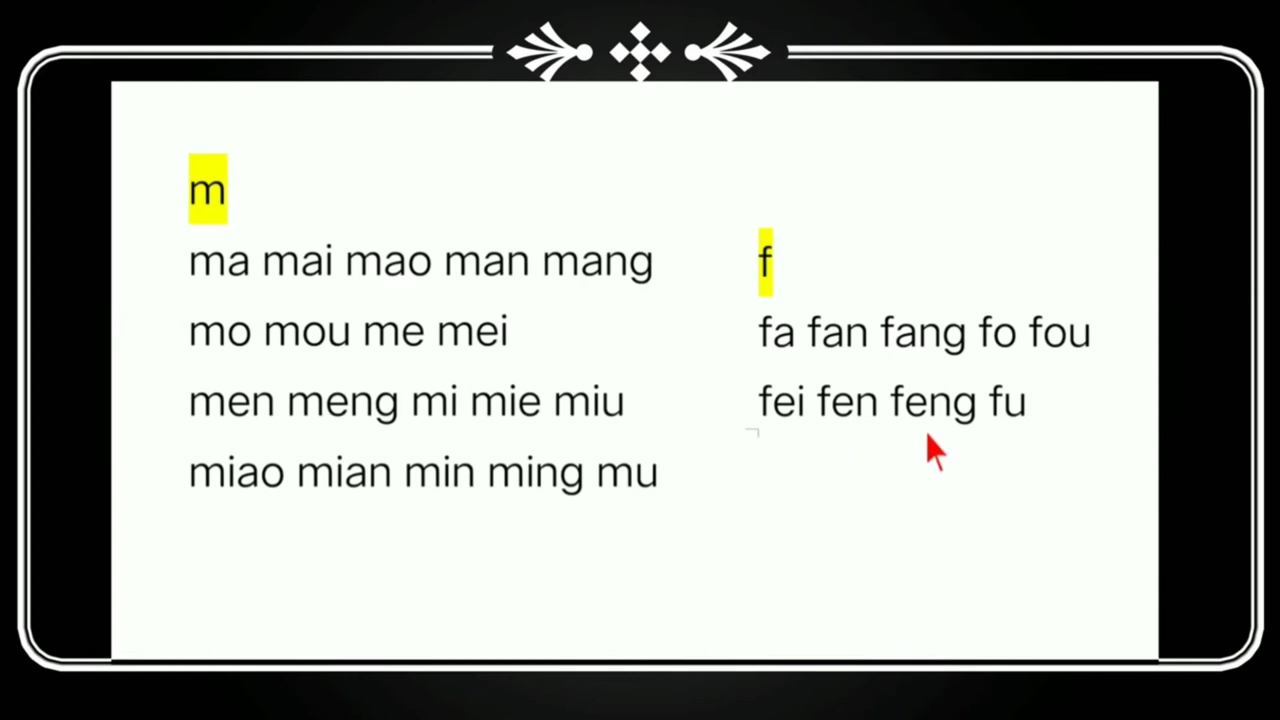 m
ma mai mao man mang
mo mou me mei
men meng mi mie miu
miao mian min ming mu
f
fa fan fang fo fou
fei fen feng fu